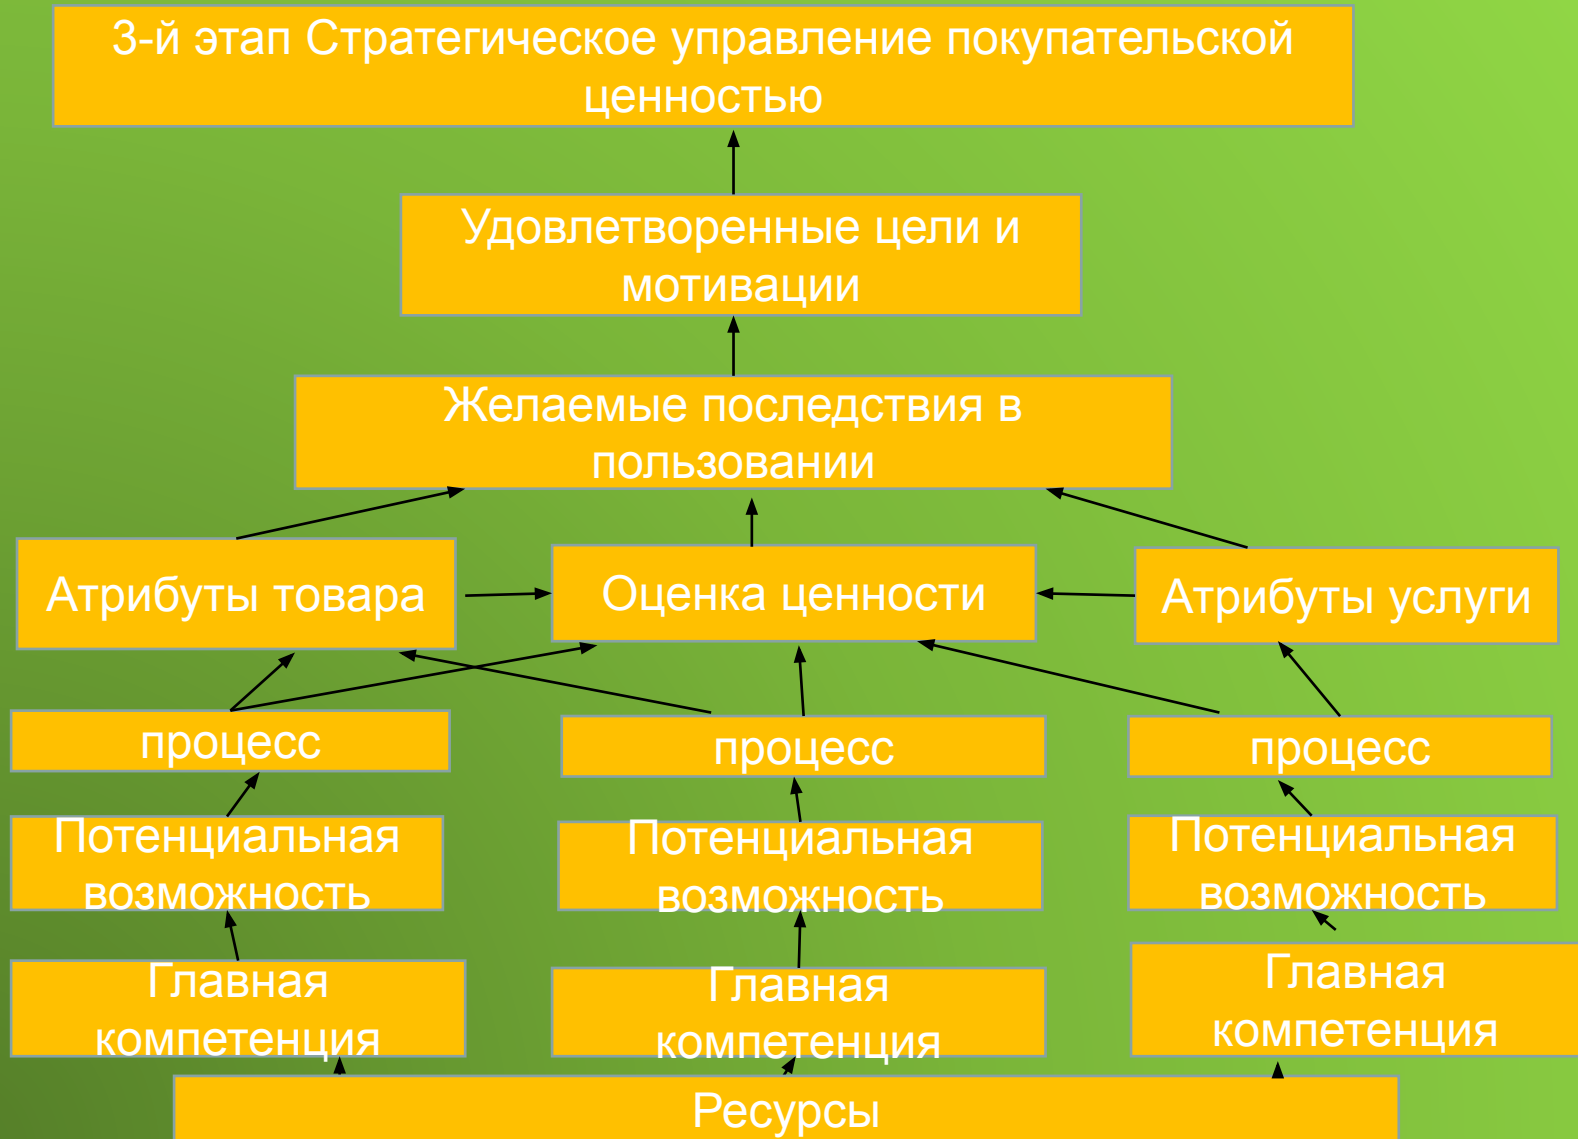 3-й этап Стратегическое управление покупательской
ценностью
Удовлетворенные цели и
мотивации
Желаемые последствия в
пользовании
Атрибуты товара
Оценка ценности
Атрибуты услуги
процесс
процесс
процесс
Потенциальная
возможность
Потенциальная
возможность
Потенциальная
возможность
Главная
компетенция
Главная
компетенция
Главная
компетенция
Ресурсы